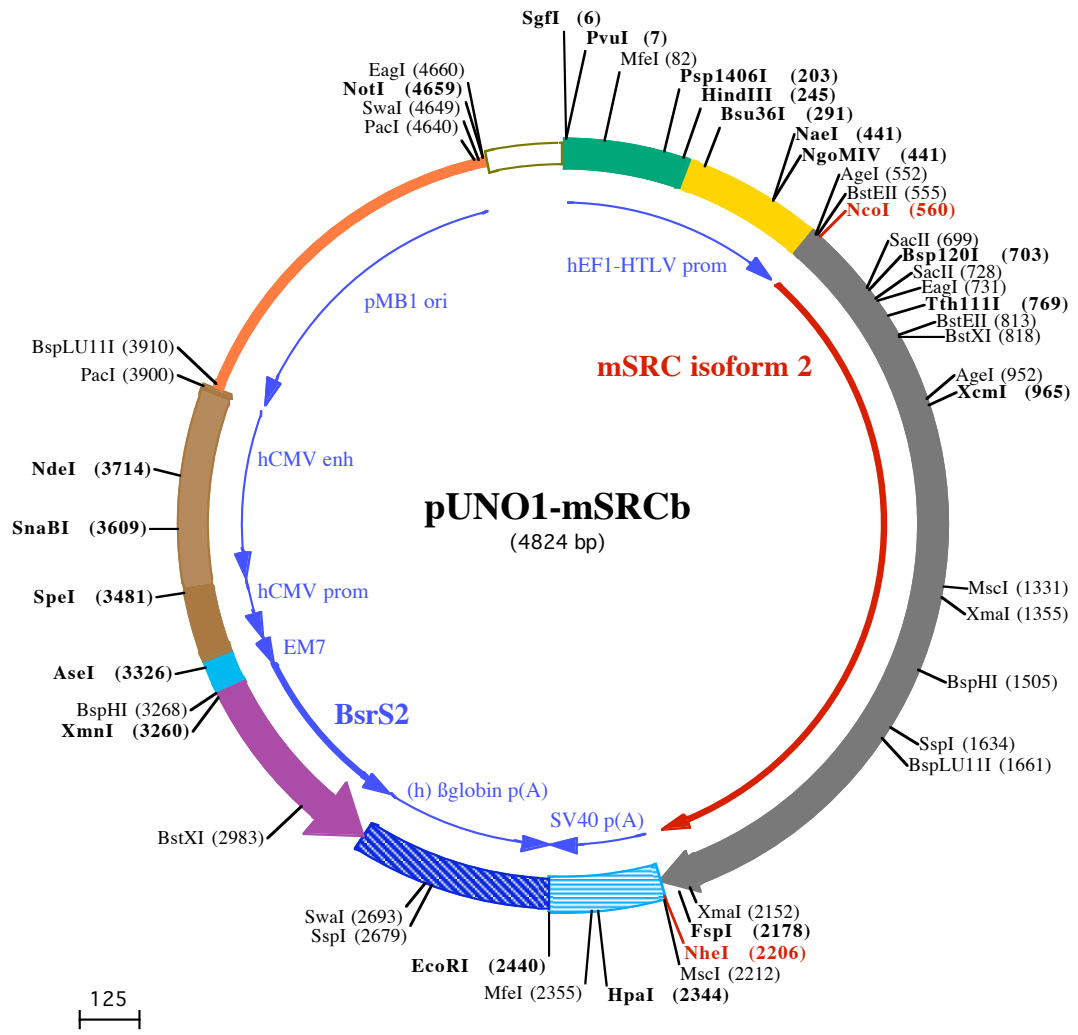 SgfI (6)
PvuI (7)
MfeI (82)
Psp1406I (203)
HindIII (245)
Bsu36I (291)
NaeI (441)
NgoMIV (441)
AgeI (552)
BstEII (555)
NcoI (560)
SacII (699)
Bsp120I (703)
SacII (728)
EagI (731)
Tth111I (769)
BstEII (813)
BstXI (818)
AgeI (952)
XcmI (965)
MscI (1331)
XmaI (1355)
BspHI (1505)
SspI (1634)
BspLU11I (1661)
XmaI (2152)
FspI (2178)
NheI (2206)
MscI (2212)
HpaI (2344)
MfeI (2355)
EcoRI (2440)
SspI (2679)
SwaI (2693)
BstXI (2983)
XmnI (3260)
BspHI (3268)
AseI (3326)
SpeI (3481)
SnaBI (3609)
NdeI (3714)
PacI (3900)
BspLU11I (3910)
PacI (4640)
SwaI (4649)
NotI (4659)
EagI (4660)
hEF1-HTLV prom
mSRC isoform 2
pMB1 ori
hCMV enh
hCMV prom
EM7
BsrS2
(h) ßglobin p(A)
SV40 p(A)
pUNO1-mSRCb
(4824 bp)
125